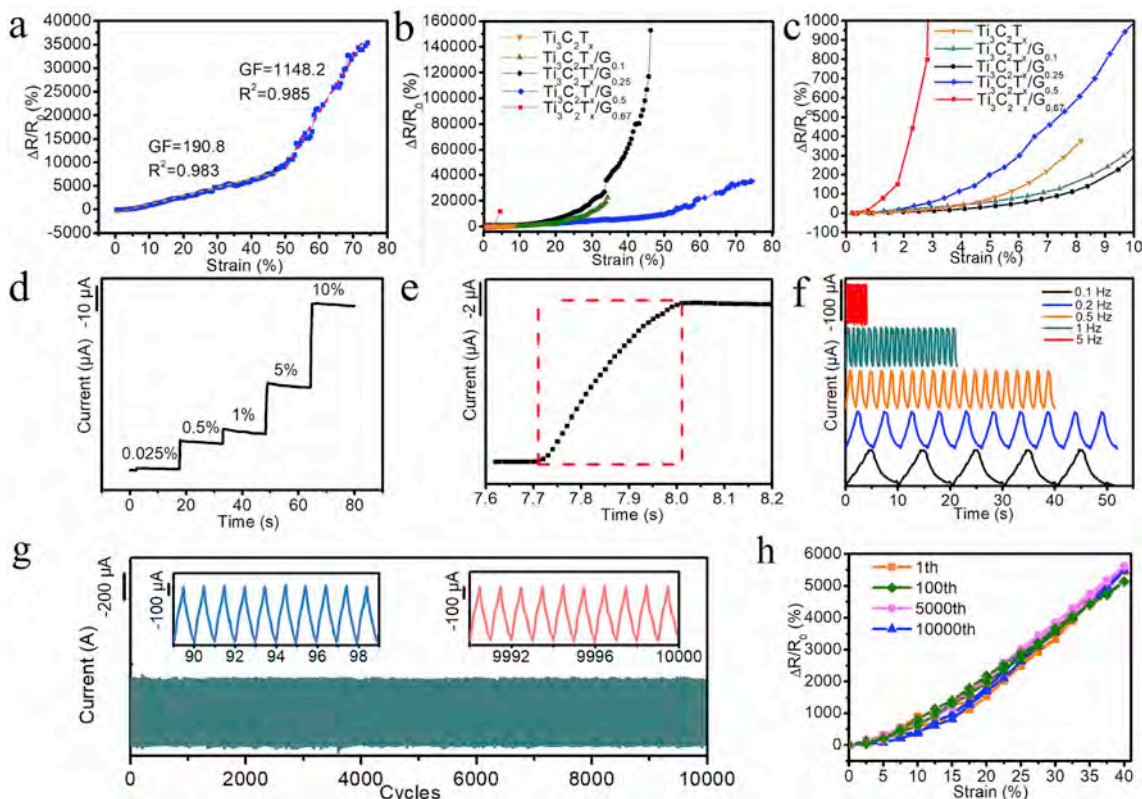 a
ΔR/R₀ (%)
40000
35000
30000
25000
20000
15000
10000
5000
0
-5000
GF=1148.2
R²=0.985
GF=190.8
R²=0.983
0 10 20 30 40 50 60 70 80
Strain (%)
b
ΔR/R₀ (%)
160000
140000
120000
100000
80000
60000
40000
20000
0
Ti₃C₂Tₓ
Ti₃C₂Tₓ/G₀.₁
Ti₃C₂Tₓ/G₀.₂₅
Ti₃C₂Tₓ/G₀.₅
Ti₃C₂Tₓ/G₀.₆₇
0 10 20 30 40 50 60 70 80
Strain (%)
c
ΔR/R₀ (%)
1000
900
800
700
600
500
400
300
200
100
0
-100
Ti₃C₂Tₓ
Ti₃C₂Tₓ/G₀.₁
Ti₃C₂Tₓ/G₀.₂₅
Ti₃C₂Tₓ/G₀.₅
Ti₃C₂Tₓ/G₀.₆₇
0 1 2 3 4 5 6 7 8 9 10
Strain (%)
d
Current (μA)
-10 μA
0.025%
0.5%
1%
5%
10%
0 20 40 60 80
Time (s)
e
Current (μA)
-2 μA
7.6 7.7 7.8 7.9 8.0 8.1 8.2
Time (s)
f
Current (μA)
-100 μA
0.1 Hz
0.2 Hz
0.5 Hz
1 Hz
5 Hz
0 10 20 30 40 50
Time (s)
g
Current (A)
-200 μA
-100 μA
90 92 94 96 98
-100 μA
9992 9996 10000
0 2000 4000 6000 8000 10000
Cycles
h
ΔR/R₀ (%)
6000
5000
4000
3000
2000
1000
0
1th
100th
5000th
10000th
0 5 10 15 20 25 30 35 40
Strain (%)